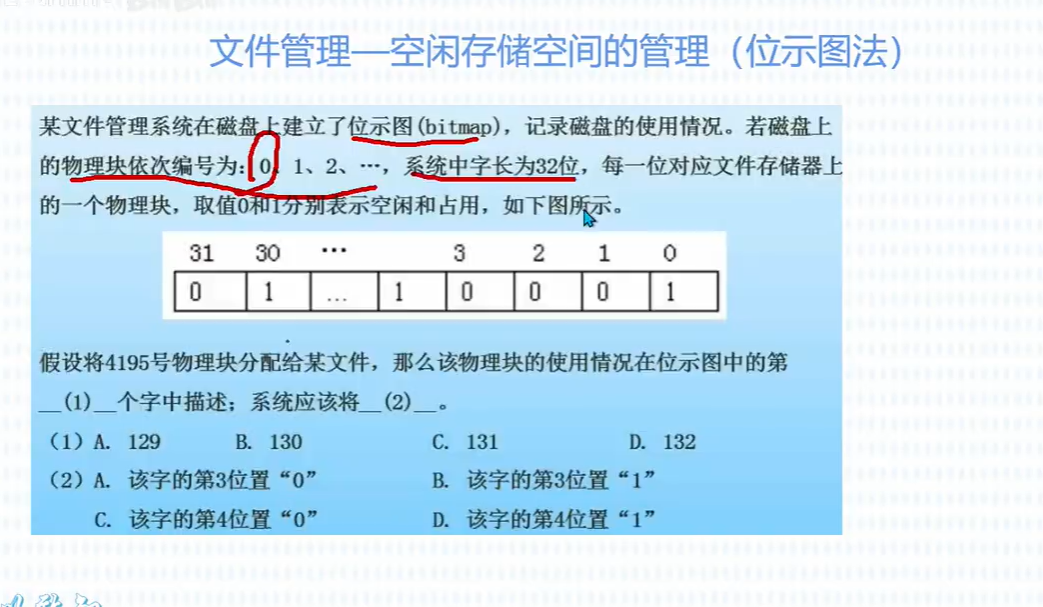 文件管理—空闲存储空间的管理（位示图法）
某文件管理系统在磁盘上建立了位示图(bitmap)，记录磁盘的使用情况。若磁盘上
的物理块依次编号为：0、1、2、…，系统中字长为32位，每一位对应文件存储器上
的一个物理块，取值0和1分别表示空闲和占用，如下图所示。
31 30 … 3 2 1 0
0 1 … 1 0 0 0 1
假设将4195号物理块分配给某文件，那么该物理块的使用情况在位示图中的第
__(1)__个字中描述；系统应该将__(2)__。
（1）A. 129 B. 130 C. 131 D. 132
（2）A. 该字的第3位置“0” B. 该字的第3位置“1”
C. 该字的第4位置“0” D. 该字的第4位置“1”